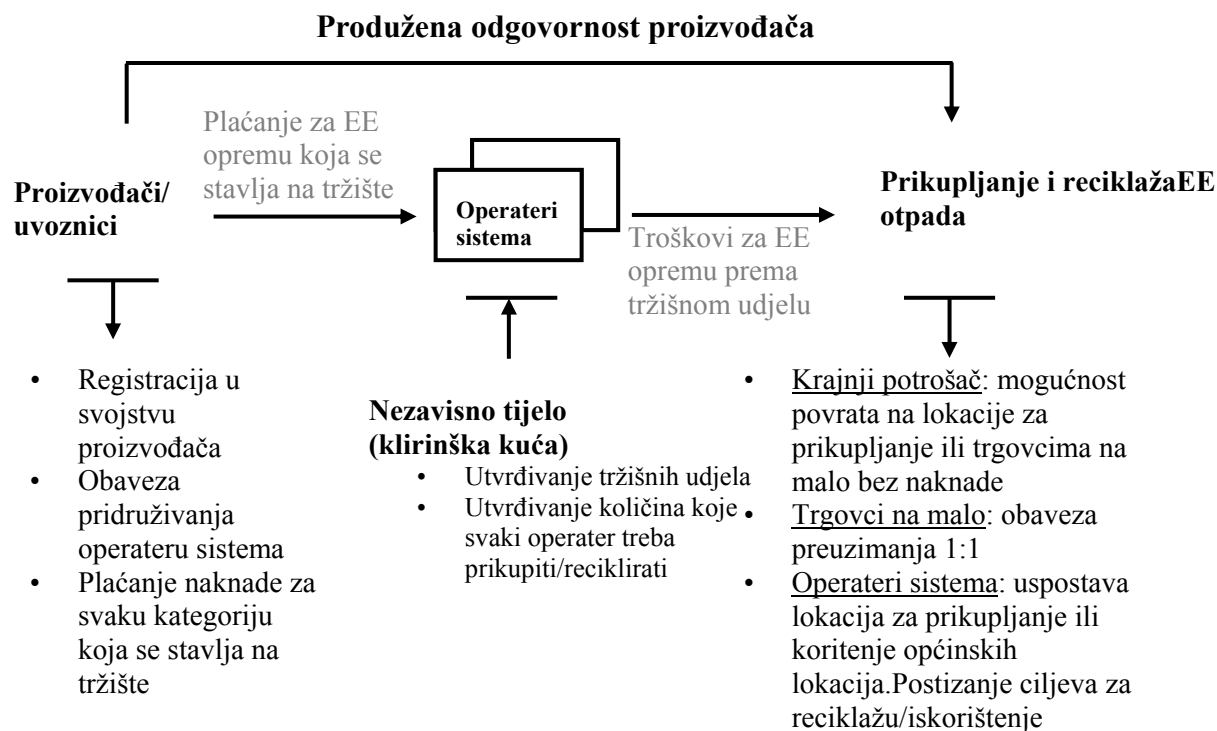 Produžena odgovornost proizvođača
Plaćanje za EE
opremu koja se
stavlja na tržište
Proizvođači/
uvoznici
Operateri
sistema
Prikupljanje i reciklažaEE
otpada
Troškovi za EE
opremu prema
tržišnom udjelu
• Registracija u
svojstvu
proizvođača
• Obaveza
pridruživanja
operateru sistema
• Plaćanje naknade za
svaku kategoriju
koja se stavlja na
tržište
Nezavisno tijelo
(klirinška kuća)
• Utvrđivanje tržišnih udjela
• Utvrđivanje količina koje
svaki operater treba
prikupiti/reciklirati
• Krajnji potrošač: mogućnost
povrata na lokacije za
prikupljanje ili trgovcima na
malo bez naknade
• Trgovci na malo: obaveza
preuzimanja 1:1
• Operateri sistema: uspostava
lokacija za prikupljanje ili
koritenje općinskih
lokacija.Postizanje ciljeva za
reciklažu/iskorištenje